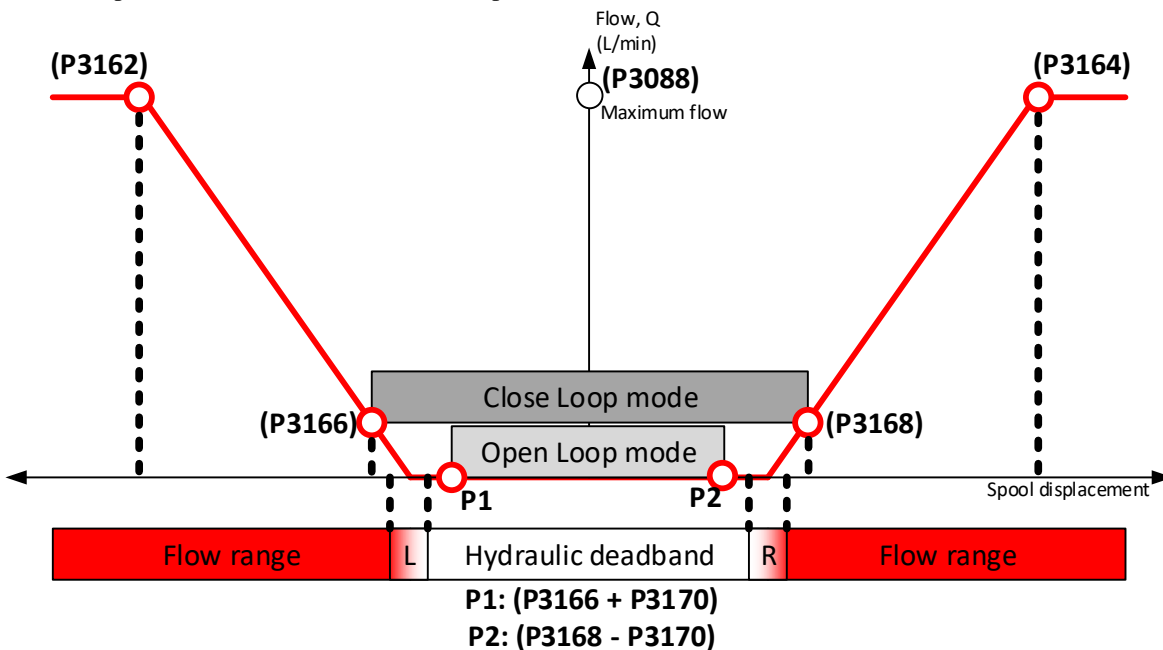 Flow, Q
(L/min)
(P3162)
(P3088)
(P3164)
Maximum flow
Close Loop mode
(P3166)
(P3168)
Open Loop mode
P1
P2
Spool displacement
Flow range
L
Hydraulic deadband
R
Flow range
P1: (P3166 + P3170)
P2: (P3168 - P3170)